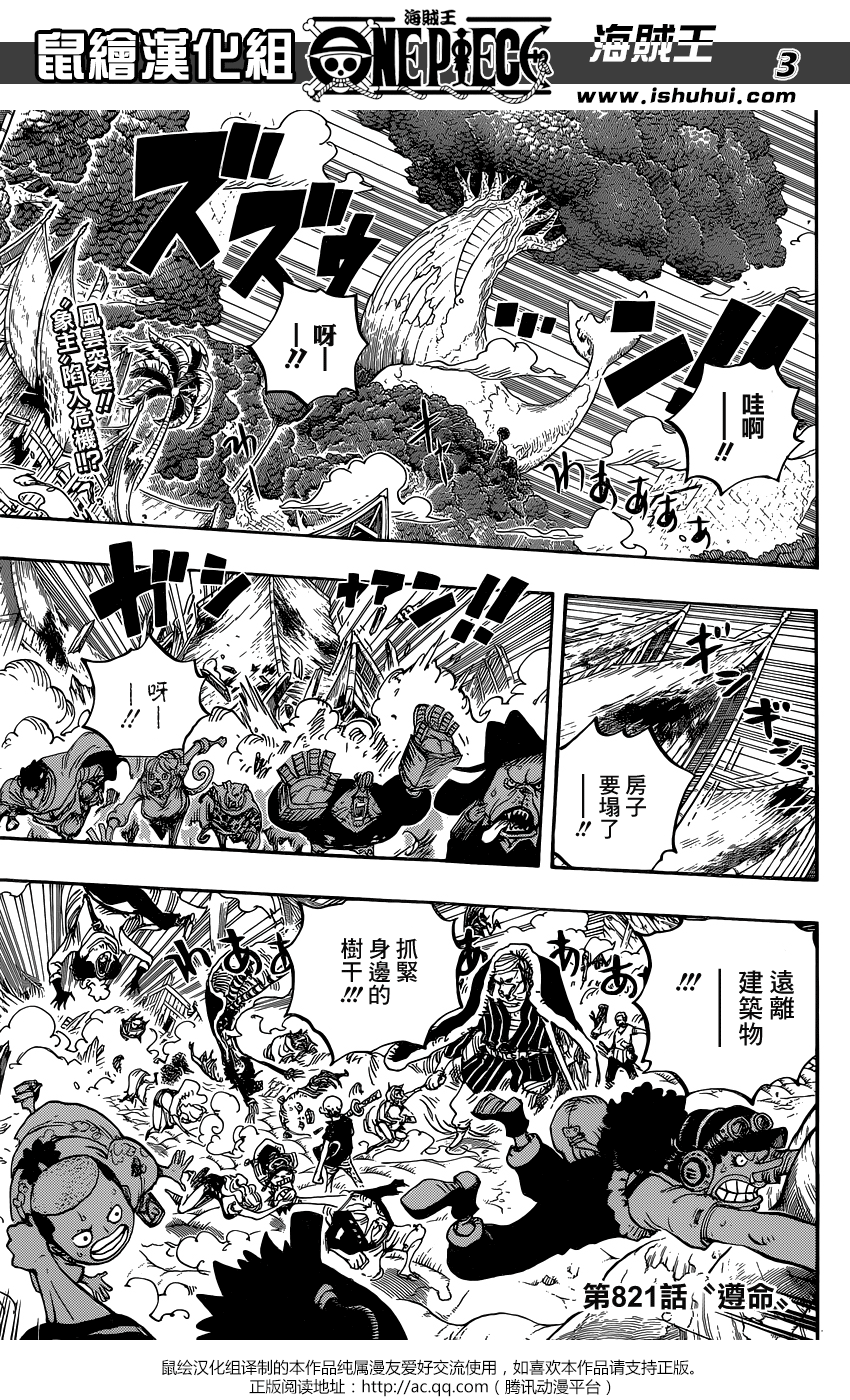 鼠繪漢化組
海賊王
ONE PIECE
海賊王
3
www.ishuhui.com
ズズゥンン!!
哇啊
——!!
呀—
—!!
風雲突變!!
〝象主〞陷入危機!!?
わあああぁ
ギシギシ
房子
要塌了
——!!
ガシャアアン!!
呀—
—!!
遠離
建築物
——!!!
抓緊
身邊的
樹干!!!
わああ
ああ
第821話〝遵命〟
鼠绘汉化组译制的本作品纯属漫友爱好交流使用，如喜欢本作品请支持正版。
正版阅读地址：http://ac.qq.com（腾讯动漫平台）